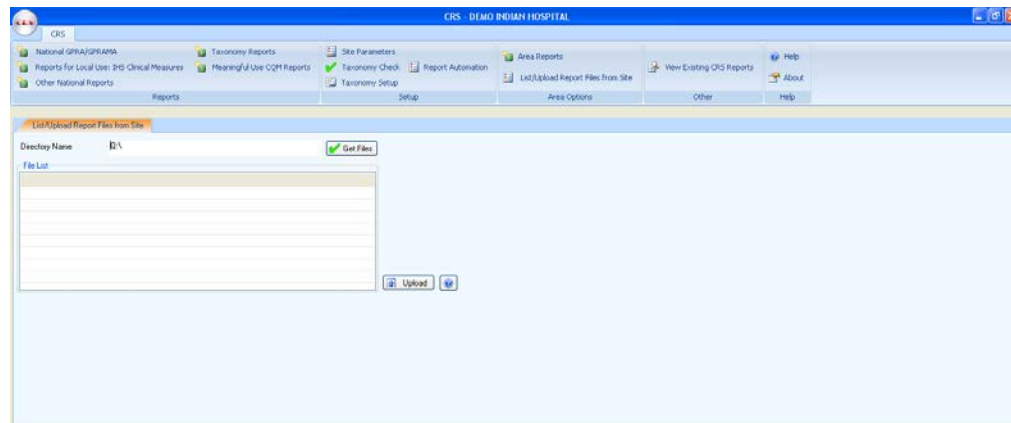 CRS - DEMO INDIAN HOSPITAL
CRS
National GPRA/GPRAMA
Reports for Local Use: IHS Clinical Measures
Other National Reports
Taxonomy Reports
Meaningful Use CQM Reports
Reports
Site Parameters
Taxonomy Check Report Automation
Taxonomy Setup
Setup
Area Reports
List/Upload Report Files from Site
Area Options
View Existing CRS Reports
Other
Help
About
Help
List/Upload Report Files from Site
Directory Name Q:\ Get Files
File List
Upload